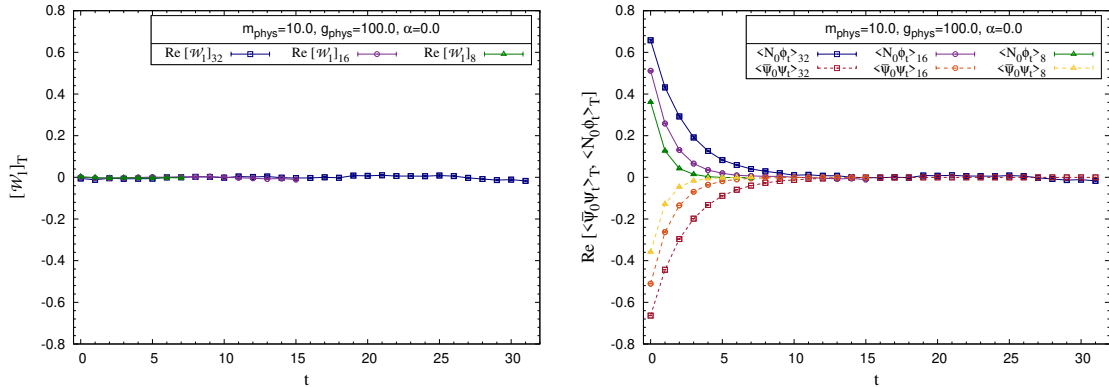 m_phys=10.0, g_phys=100.0, α=0.0
Re [𝒲₁]₃₂ Re [𝒲₁]₁₆ Re [𝒲₁]₈
[𝒲₁]_T
0.8
0.6
0.4
0.2
0
-0.2
-0.4
-0.6
-0.8
0 5 10 15 20 25 30
t
m_phys=10.0, g_phys=100.0, α=0.0
<N₀ϕ_t>₃₂ <N₀ϕ_t>₁₆ <N₀ϕ_t>₈
<ψ̅₀ψ_t>₃₂ <ψ̅₀ψ_t>₁₆ <ψ̅₀ψ_t>₈
Re [<ψ̅₀ψ_t>_T, <N₀ϕ_t>_T]
0.8
0.6
0.4
0.2
0
-0.2
-0.4
-0.6
-0.8
0 5 10 15 20 25 30
t